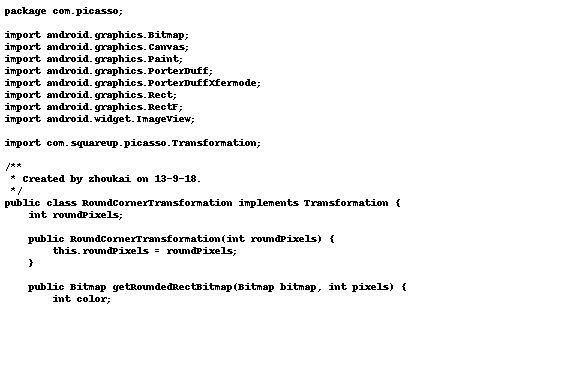 package com.picasso;

import android.graphics.Bitmap;
import android.graphics.Canvas;
import android.graphics.Paint;
import android.graphics.PorterDuff;
import android.graphics.PorterDuffXfermode;
import android.graphics.Rect;
import android.graphics.RectF;
import android.widget.ImageView;

import com.squareup.picasso.Transformation;

/**
 * Created by zhoukai on 13-9-18.
 */
public class RoundCornerTransformation implements Transformation {
    int roundPixels;

    public RoundCornerTransformation(int roundPixels) {
        this.roundPixels = roundPixels;
    }

    public Bitmap getRoundedRectBitmap(Bitmap bitmap, int pixels) {
        int color;